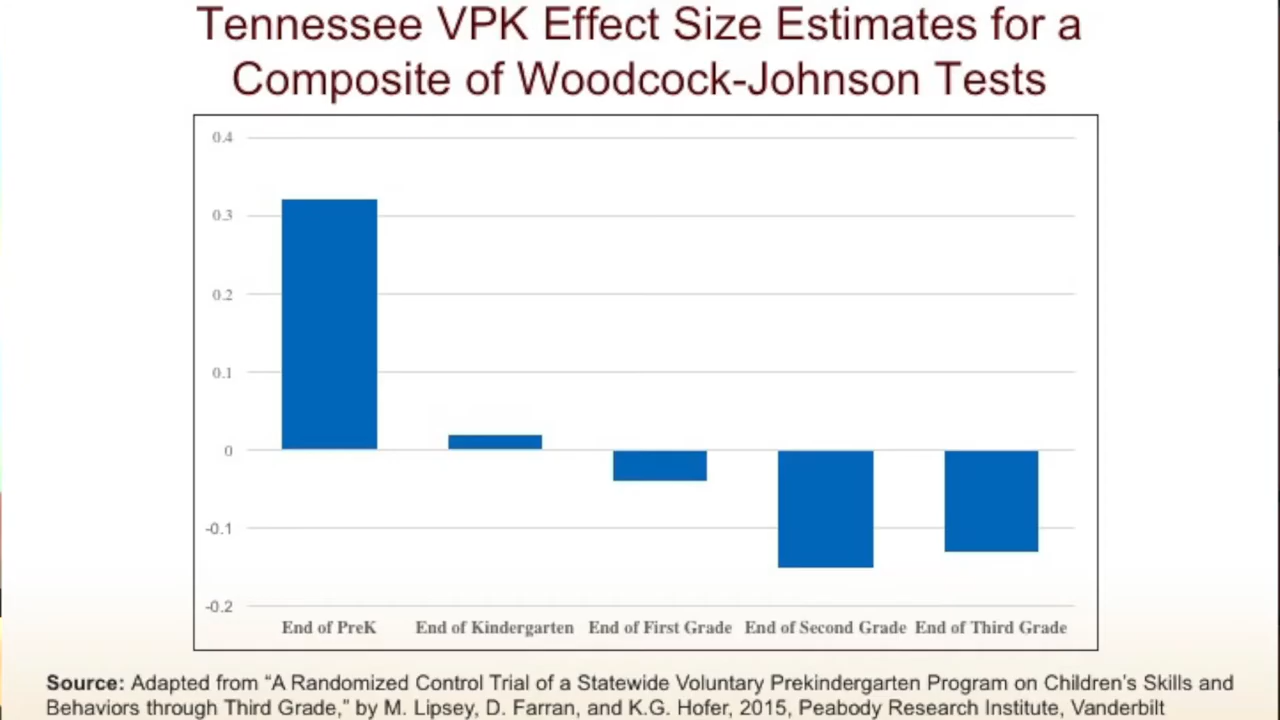 Tennessee VPK Effect Size Estimates for a
Composite of Woodcock-Johnson Tests
0.4
0.3
0.2
0.1
0
-0.1
-0.2
End of PreK End of Kindergarten End of First Grade End of Second Grade End of Third Grade
Source: Adapted from “A Randomized Control Trial of a Statewide Voluntary Prekindergarten Program on Children’s Skills and
Behaviors through Third Grade,” by M. Lipsey, D. Farran, and K.G. Hofer, 2015, Peabody Research Institute, Vanderbilt